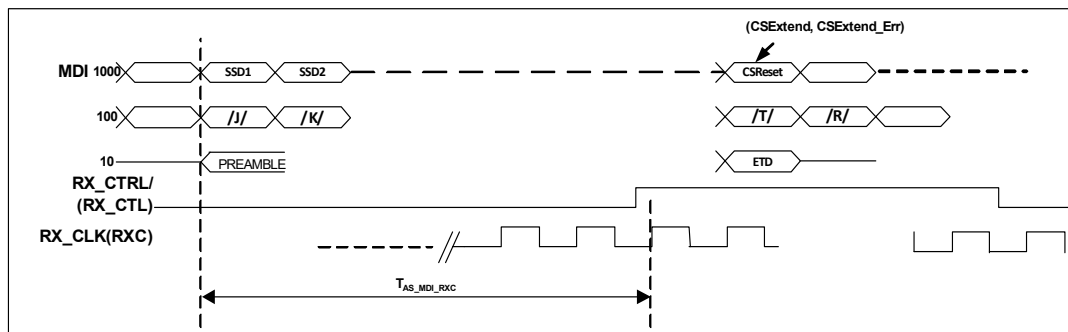 (CSExtend, CSExtend_Err)
MDI 1000 SSD1 SSD2 CSReset
100 /J/ /K/ /T/ /R/
10 PREAMBLE ETD
RX_CTRL/
(RX_CTL)
RX_CLK(RXC)
TAS_MDI_RXC